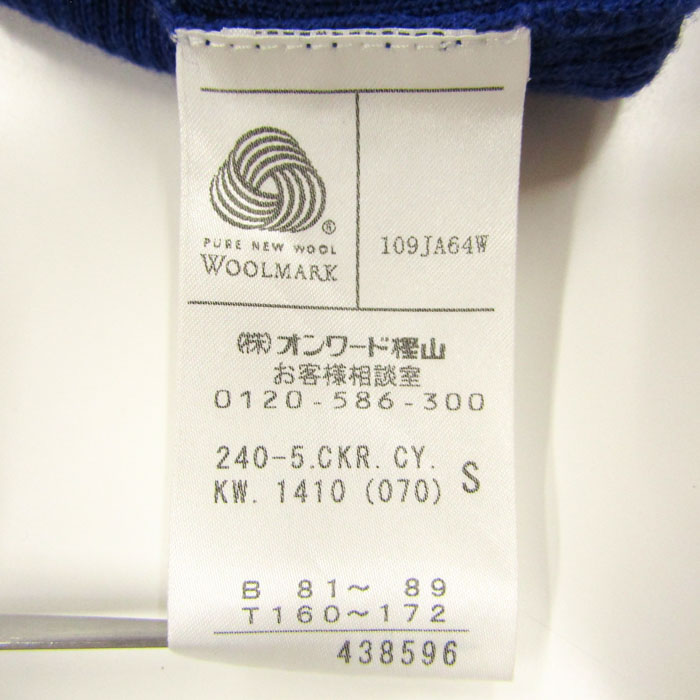 ®
PURE NEW WOOL
WOOLMARK
109JA64W
㈱オンワード樫山
お客様相談室
0120-586-300
240-5.CKR.CY.
KW.1410(070) S
B 81〜 89
T160〜172
438596